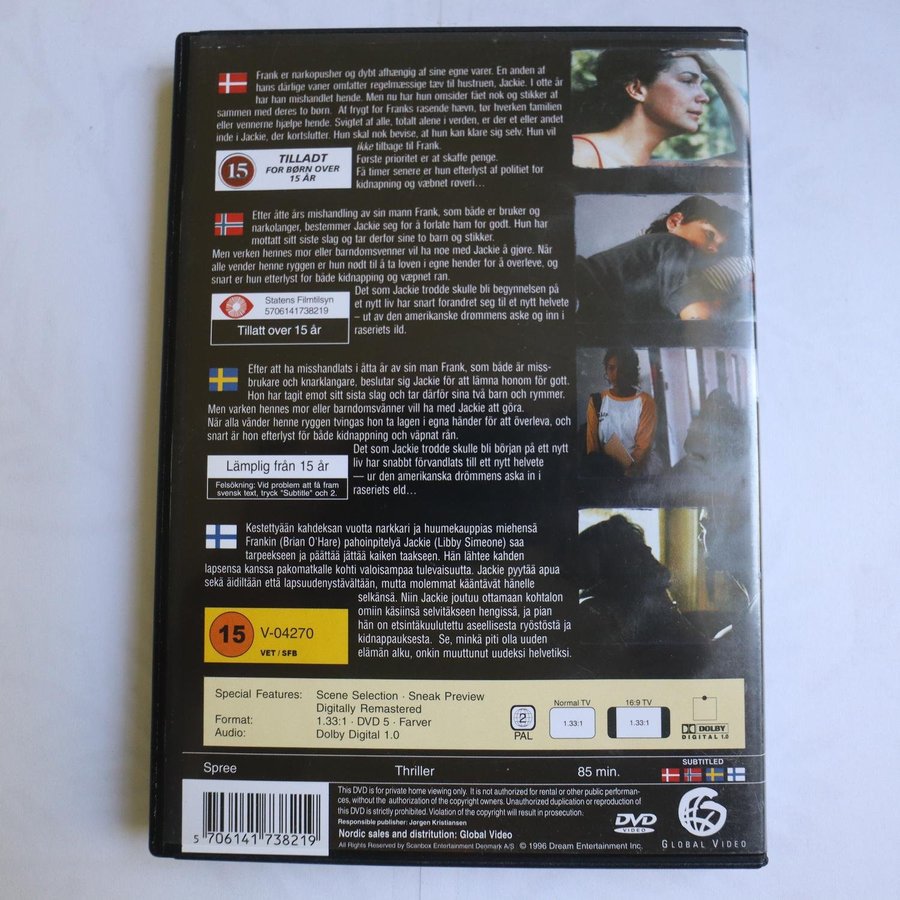 Frank er narkopusher og dybt afhængig af sine egne varer. En anden af
hans dårlige vaner omfatter regelmæssige tæv til hustruen, Jackie. I otte år
har han mishandlet hende. Men nu har hun omsider fået nok og stikker af
sammen med deres to børn. Af frygt for Franks rasende hævn, tør hverken familien
eller vennerne hjælpe hende. Svigtet af alle, totalt alene i verden, er der et eller andet
inde i Jackie, der kortslutter. Hun skal nok bevise, at hun kan klare sig selv. Hun vil
ikke tilbage til Frank.
Første prioritet er at skaffe penge.
Få timer senere er hun efterlyst af politiet for
kidnapning og væbnet røveri...
15
TILLADT
FOR BØRN OVER
15 ÅR
Etter åtte års mishandling av sin mann Frank, som både er bruker og
narkolanger, bestemmer Jackie seg for å forlate ham for godt. Hun har
mottatt sitt siste slag og tar derfor sine to barn og stikker.
Men verken hennes mor eller barndomsvenner vil ha noe med Jackie å gjøre. Når
alle vender henne ryggen er hun nødt til å ta loven i egne hender for å overleve, og
snart er hun efterlyst for både kidnapping og væpnet ran.
Det som Jackie trodde skulle bli begynnelsen på
et nytt liv har snart forandret seg til et nytt helvete
– ut av den amerikanske drømmens aske og inn i
raseriets ild.
Statens Filmtilsyn
5706141738219
Tillatt over 15 år
Efter att ha misshandlats i åtta år av sin man Frank, som både är miss-
brukare och knarklangare, beslutar sig Jackie för att lämna honom för gott.
Hon har tagit emot sitt sista slag och tar därför sina två barn och rymmer.
Men varken hennes mor eller barndomsvänner vill ha med Jackie att göra.
När alla vänder henne ryggen tvingas hon ta lagen i egna händer för att överleva, och
snart är hon efterlyst för både kidnappning och väpnat rån.
Det som Jackie trodde skulle bli början på ett nytt
liv har snabbt förvandlats till ett nytt helvete
— ur den amerikanska drömmens aska in i
raseriets eld...
Lämplig från 15 år
Felsökning: Vid problem att få fram
svensk text, tryck "Subtitle" och 2.
Kestettyään kahdeksan vuotta narkkari ja huumekauppias miehensä
Frankin (Brian O'Hare) pahoinpitelyä Jackie (Libby Simeone) saa
tarpeekseen ja päättää jättää kaiken taakseen. Hän lähtee kahden
lapsensa kanssa pakomatkalle kohti valoisampaa tulevaisuutta. Jackie pyytää apua
sekä äidiltään että lapsuudenystävältään, mutta molemmat kääntävät hänelle
selkänsä. Niin Jackie joutuu ottamaan kohtalon
omiin käsiinsä selvitäkseen hengissä, ja pian
hän on etsintäkuulutettu aseellisesta ryöstöstä ja
kidnappauksesta. Se, minkä piti olla uuden
elämän alku, onkin muuttunut uudeksi helvetiksi.
15
V-04270
VET / SFB
Special Features: Scene Selection · Sneak Preview
Digitally Remastered
Format: 1.33:1 · DVD 5 · Farver
Audio: Dolby Digital 1.0
2
PAL
Normal TV
1.33:1
16:9 TV
1.33:1
DOLBY
DIGITAL 1.0
Spree
Thriller
85 min.
SUBTITLED
This DVD is for private home viewing only. It is not authorized for rental or other public performan-
ces, without the authorization of the copyright owners. Unauthorized duplication or reproduction of
this DVD is strictly prohibited. Violation of the copyright will result in prosecution.
Responsible publisher: Jørgen Kristiansen
Nordic sales and distritution: Global Video
All Rights Reserved by Scanbox Entertainment Denmark A/S © 1996 Dream Entertainment Inc.
DVD
VIDEO
GLOBAL VIDEO
5 706141 738219